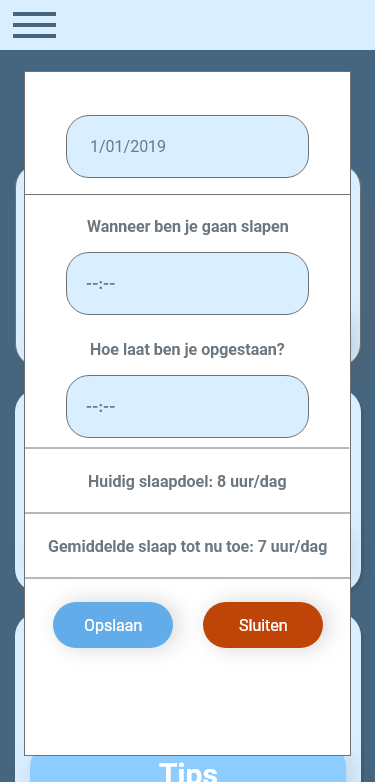 1/01/2019
Wanneer ben je gaan slapen
--:--
Hoe laat ben je opgestaan?
--:--
Huidig slaapdoel: 8 uur/dag
Gemiddelde slaap tot nu toe: 7 uur/dag
Opslaan
Sluiten
Tips